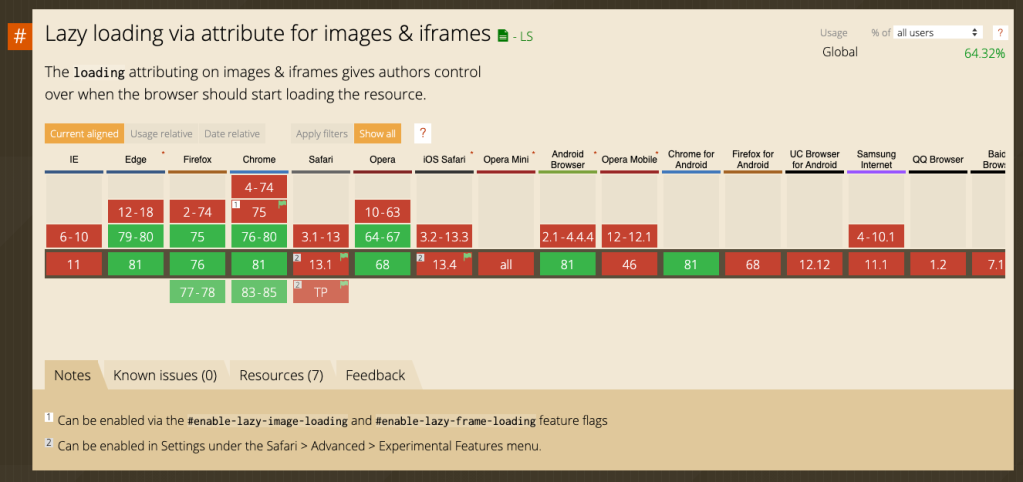 #
Lazy loading via attribute for images & iframes - LS
Usage % of all users ?
Global 64.32%
The loading attributing on images & iframes gives authors control
over when the browser should start loading the resource.
Current aligned Usage relative Date relative Apply filters Show all ?
IE Edge * Firefox Chrome Safari Opera iOS Safari * Opera Mini * Android Browser * Opera Mobile * Chrome for Android Firefox for Android UC Browser for Android Samsung Internet QQ Browser Baid Brows
4-74
12-18 2-74 1 75 10-63
6-10 79-80 75 76-80 3.1-13 64-67 3.2-13.3 2.1-4.4.4 12-12.1 4-10.1
11 81 76 81 2 13.1 68 2 13.4 all 81 46 81 68 12.12 11.1 1.2 7.1
77-78 83-85 2 TP
Notes Known issues (0) Resources (7) Feedback
1 Can be enabled via the #enable-lazy-image-loading and #enable-lazy-frame-loading feature flags
2 Can be enabled in Settings under the Safari > Advanced > Experimental Features menu.